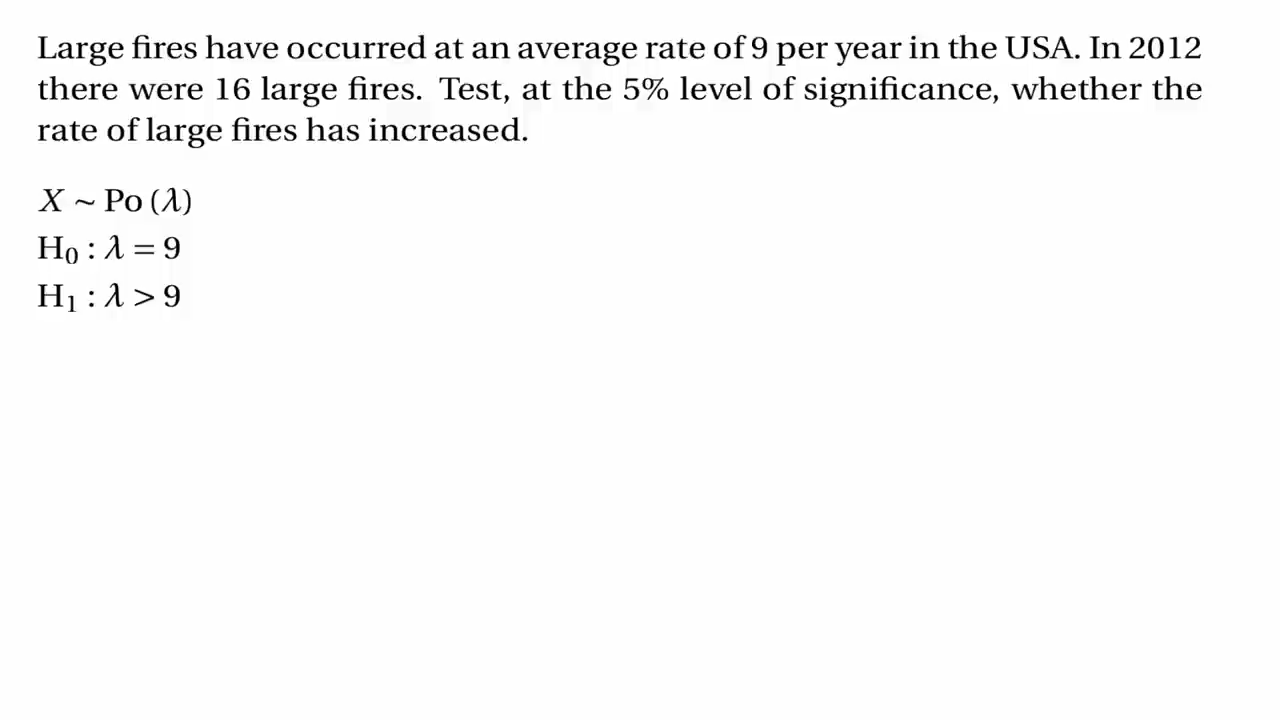 Large fires have occurred at an average rate of 9 per year in the USA. In 2012
there were 16 large fires. Test, at the 5% level of significance, whether the
rate of large fires has increased.
X ~ Po (λ)
H₀ : λ = 9
H₁ : λ > 9